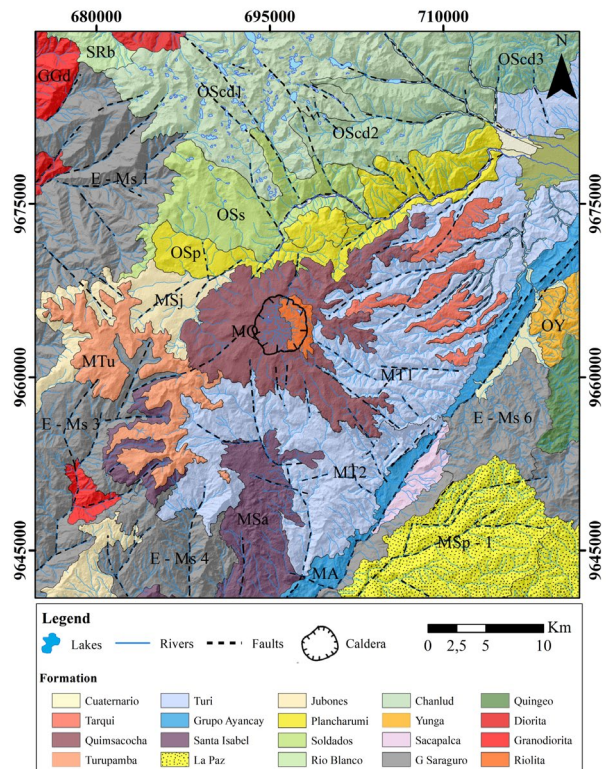 680000 695000 710000
N
SRb
GGd
OScd3
OScd1
OScd2
E - Ms 1
9675000 9675000
OSs
OSp
MSj
MQ
OY
MTu
MT1
9660000 9660000
E - Ms 3
E - Ms 6
MT2
MSa
MSp - 1
E - Ms 4
9645000 9645000
MA
Legend
Lakes Rivers Faults Caldera
Km
0 2,5 5 10
Formation
Cuaternario Turi Jubones Chanlud Quingeo
Tarqui Grupo Ayancay Plancharumi Yunga Diorita
Quimsacocha Santa Isabel Soldados Sacapalca Granodiorita
Turupamba La Paz Rio Blanco G Saraguro Riolita